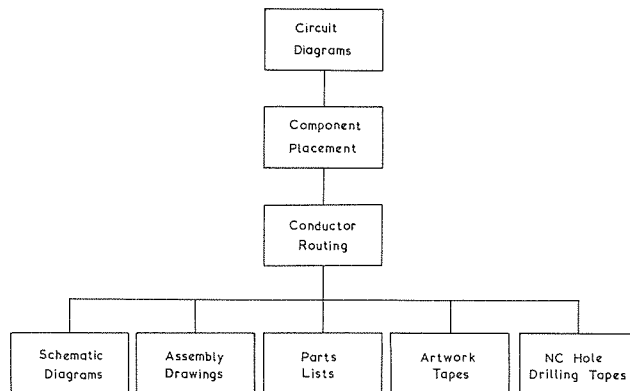 Circuit
Diagrams
Component
Placement
Conductor
Routing
Schematic
Diagrams
Assembly
Drawings
Parts
Lists
Artwork
Tapes
NC Hole
Drilling Tapes